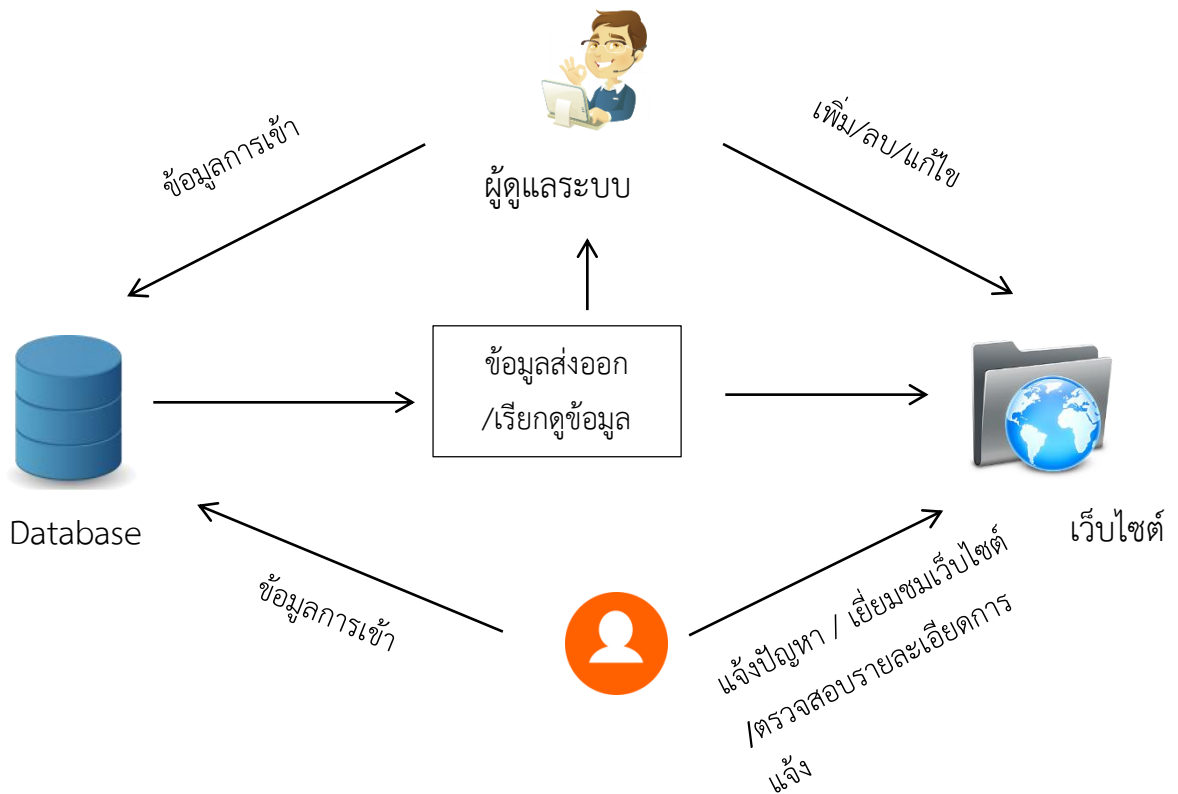 ข้อมูลการเข้า
เพิ่ม/ลบ/แก้ไข
ผู้ดูแลระบบ
ข้อมูลส่งออก
/เรียกดูข้อมูล
Database
เว็บไซต์
ข้อมูลการเข้า
แจ้งปัญหา / เยี่ยมชมเว็บไซต์
/ตรวจสอบรายละเอียดการ
แจ้ง